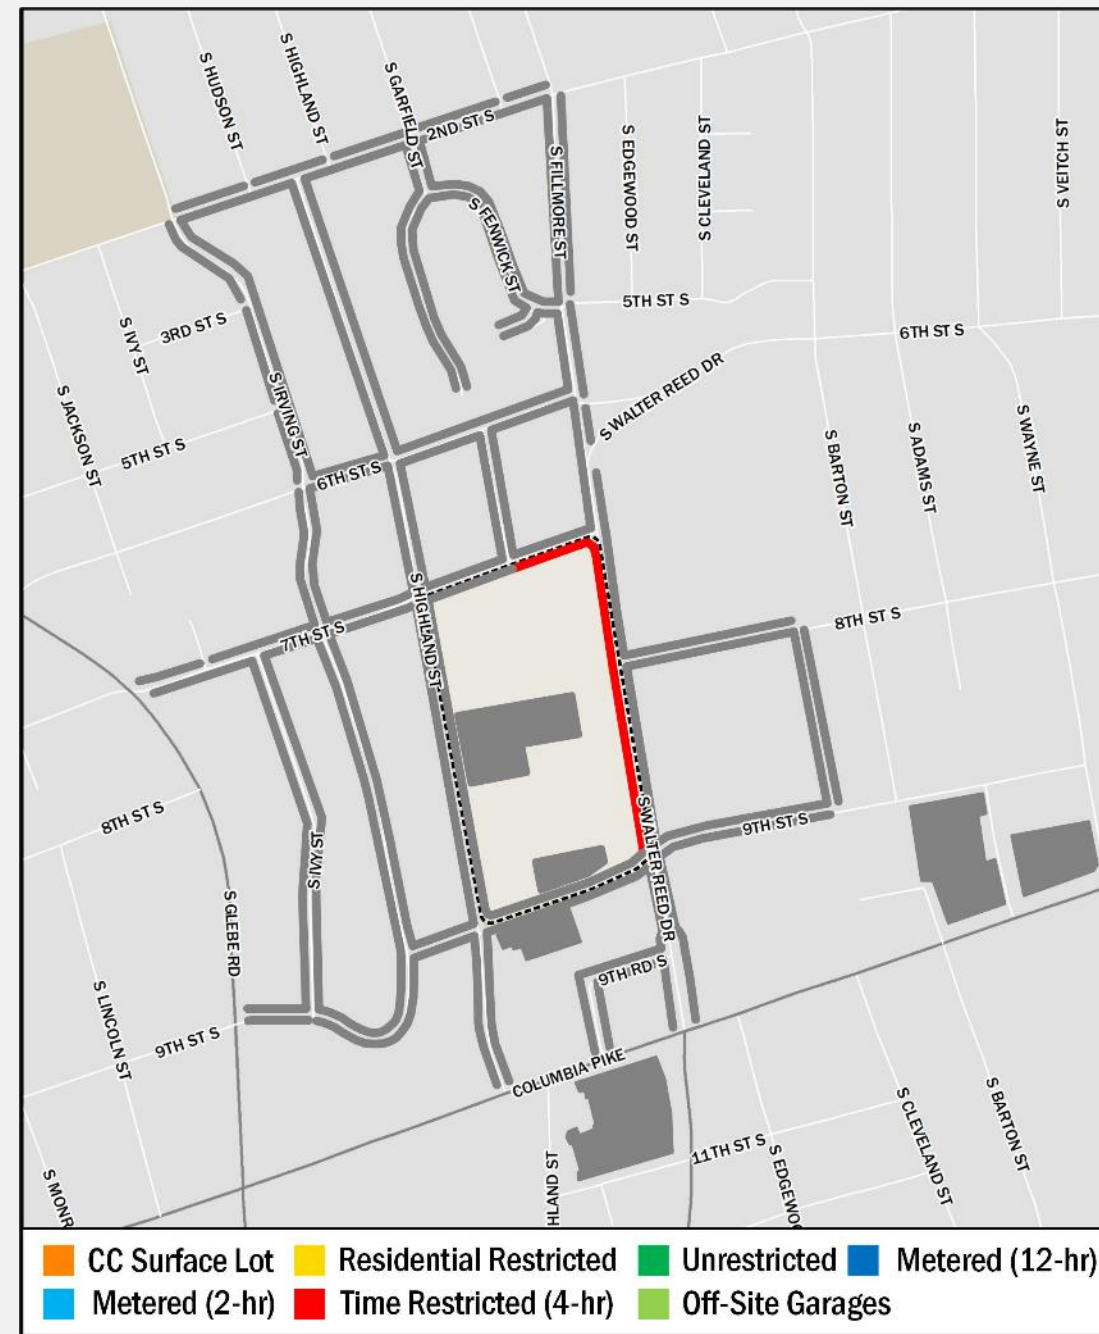 S HUDSON ST
S HIGHLAND ST
S GARFIELD ST
2ND ST S
S FILLMORE ST
S EDGEWOOD ST
S CLEVELAND ST
S VEITCH ST
S FENWICK ST
5TH ST S
3RD ST S
S IVY ST
6TH ST S
S WALTER REED DR
S JACKSON ST
S IRVING ST
5TH ST S
6TH ST S
S BARTON ST
S ADAMS ST
S WAYNE ST
S HIGHLAND ST
7TH ST S
8TH ST S
8TH ST S
S IVY ST
S WALTER REED DR
9TH ST S
S GLEBE RD
9TH RD S
S LINCOLN ST
9TH ST S
COLUMBIA PIKE
S CLEVELAND ST
S BARTON ST
11TH ST S
S MONR
HLAND ST
S EDGEWOO
CC Surface Lot
Residential Restricted
Unrestricted
Metered (12-hr)
Metered (2-hr)
Time Restricted (4-hr)
Off-Site Garages